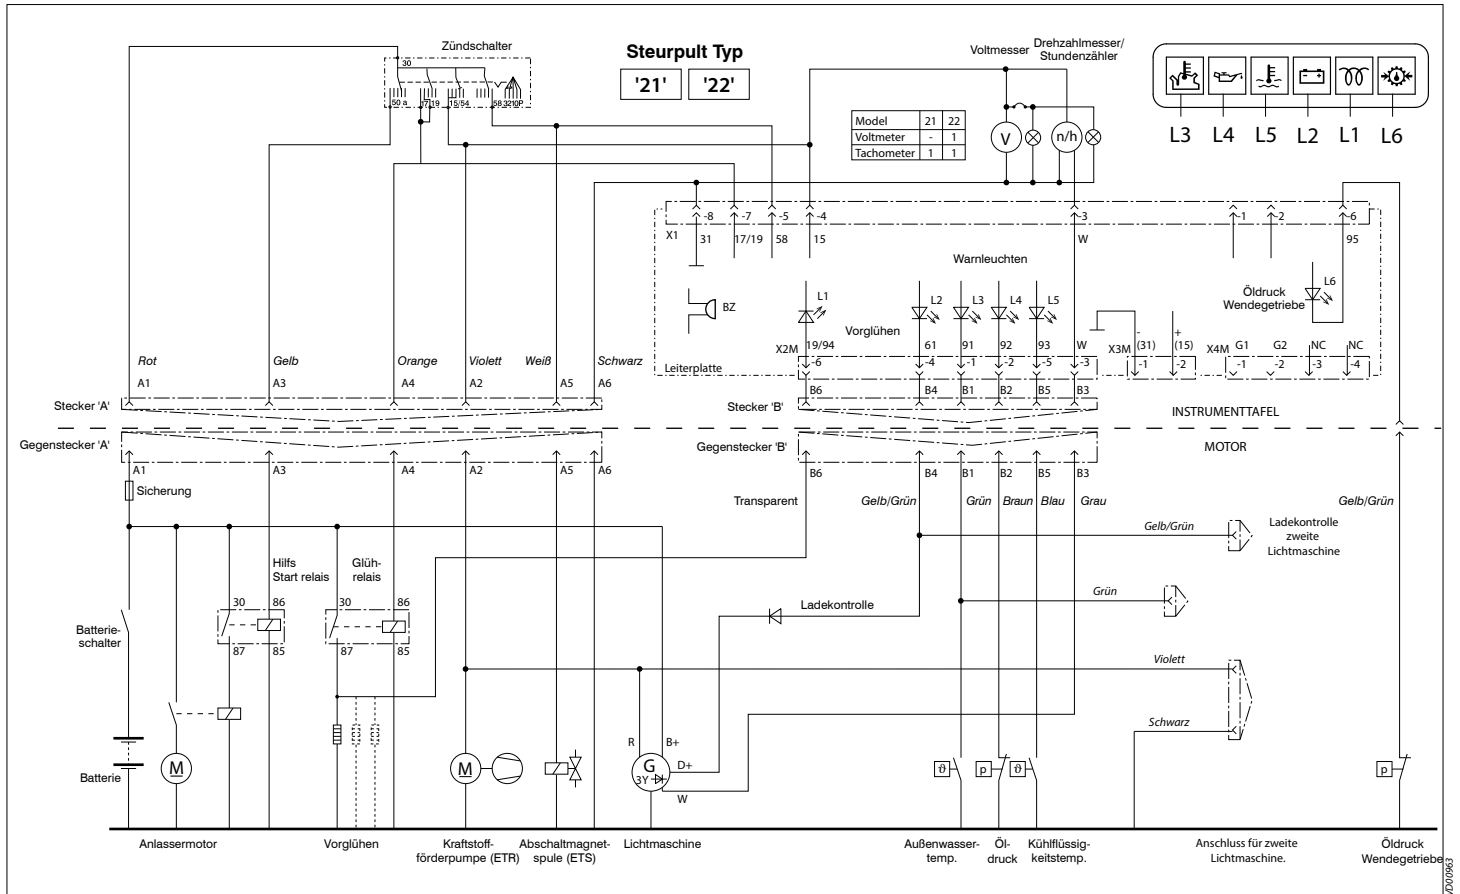 Zündschalter
Steurpult Typ
'21' '22'
Voltmesser
Drehzahlmesser/
Stundenzähler
30
50 a 17 19 15/54 58
Model 21 22
Voltmeter - 1
Tachometer 1 1
V
n/h
L3 L4 L5 L2 L1 L6
-8 -7 -5 -4 -3 -1 -2 -6
X1 31 17/19 58 15 W 95
Warnleuchten
BZ
L1 L2 L3 L4 L5 L6
Öldruck
Wendegetriebe
Vorglühen
- +
(31) (15)
X2M 19/94 61 91 92 93 W X3M X4M G1 G2 NC NC
-6 -4 -1 -2 -5 -3 -1 -2 -1 -2 -3 -4
Leiterplatte
Rot Gelb Orange Violett Weiß Schwarz
A1 A3 A4 A2 A5 A6
B6 B4 B1 B2 B5 B3
Stecker 'A'
Stecker 'B'
INSTRUMENTTAFEL
Gegenstecker 'A'
Gegenstecker 'B'
MOTOR
A1 A3 A4 A2 A5 A6
B6 B4 B1 B2 B5 B3
Sicherung
Transparent Gelb/Grün Grün Braun Blau Grau Gelb/Grün
Gelb/Grün
Ladekontrolle
zweite
Lichtmaschine
Hilfs
Start relais
Glüh-
relais
30 86 30 86
87 85 87 85
Grün
Ladekontrolle
Batterie-
schalter
Violett
Schwarz
R B+
G
3Y
D+
W
M
M
Batterie
ϑ p ϑ p
Anlassermotor
Vorglühen
Kraftstoff-
förderpumpe (ETR)
Abschaltmagnet-
spule (ETS)
Lichtmaschine
Außenwasser-
temp.
Öl-
druck
Kühlflüssig-
keitstemp.
Anschluss für zweite
Lichtmaschine.
Öldruck
Wendegetriebe
VD00963